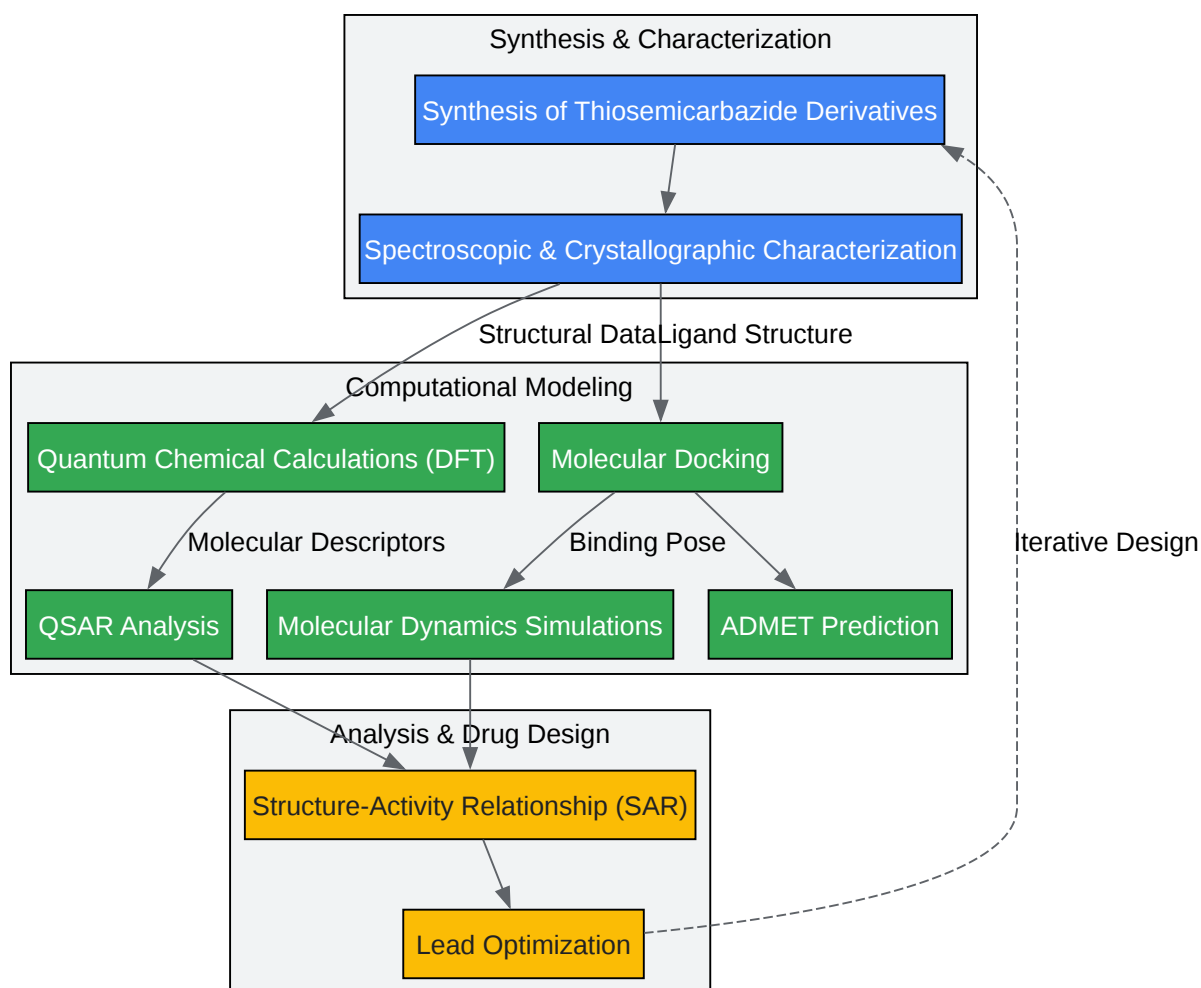 Synthesis & Characterization
Synthesis of Thiosemicarbazide Derivatives
Spectroscopic & Crystallographic Characterization
Structural Data
Ligand Structure
Computational Modeling
Quantum Chemical Calculations (DFT)
Molecular Docking
Molecular Descriptors
Binding Pose
Iterative Design
QSAR Analysis
Molecular Dynamics Simulations
ADMET Prediction
Analysis & Drug Design
Structure-Activity Relationship (SAR)
Lead Optimization